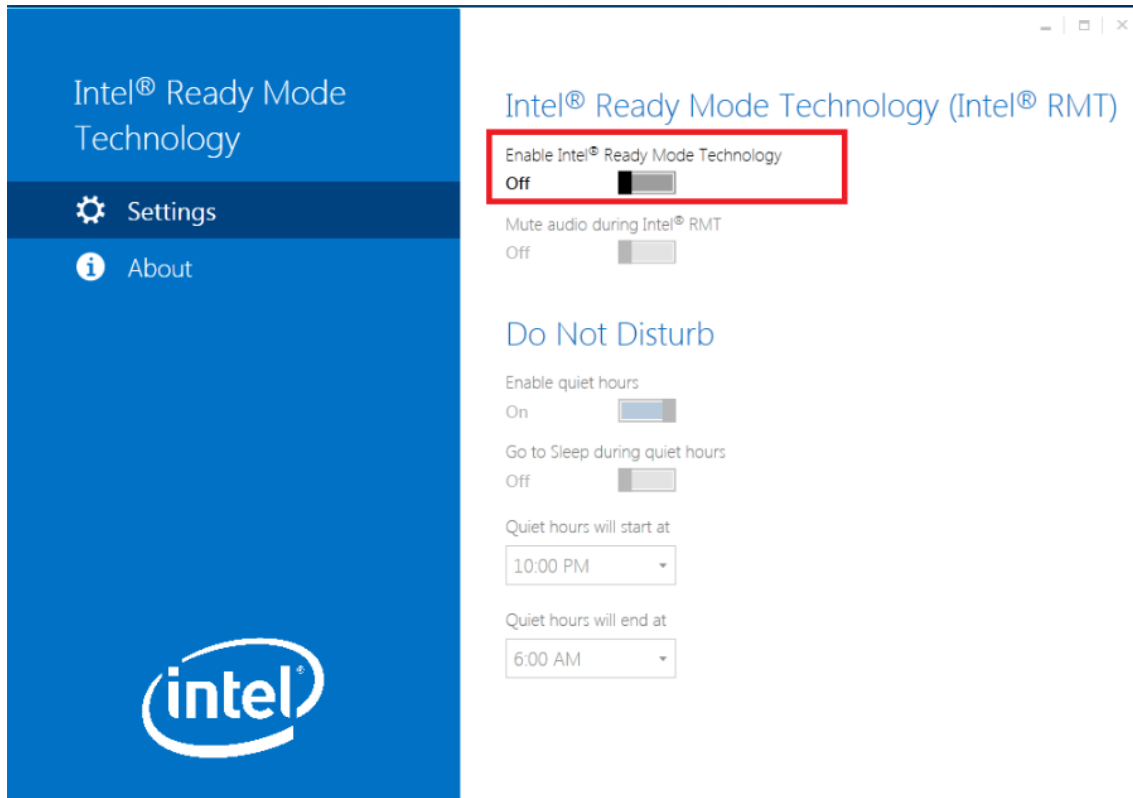 Intel® Ready Mode
Technology
Settings
About
intel®
Intel® Ready Mode Technology (Intel® RMT)
Enable Intel® Ready Mode Technology
Off
Mute audio during Intel® RMT
Off
Do Not Disturb
Enable quiet hours
On
Go to Sleep during quiet hours
Off
Quiet hours will start at
10:00 PM
Quiet hours will end at
6:00 AM